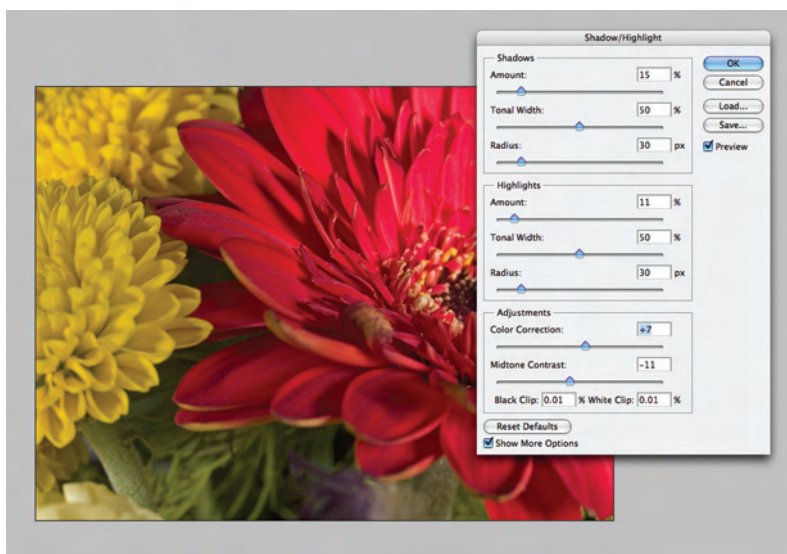 Shadow/Highlight
Shadows
Amount: 15 %
Tonal Width: 50 %
Radius: 30 px
Highlights
Amount: 11 %
Tonal Width: 50 %
Radius: 30 px
Adjustments
Color Correction: +7
Midtone Contrast: -11
Black Clip: 0.01 % White Clip: 0.01 %
Reset Defaults
Show More Options
OK
Cancel
Load...
Save...
Preview